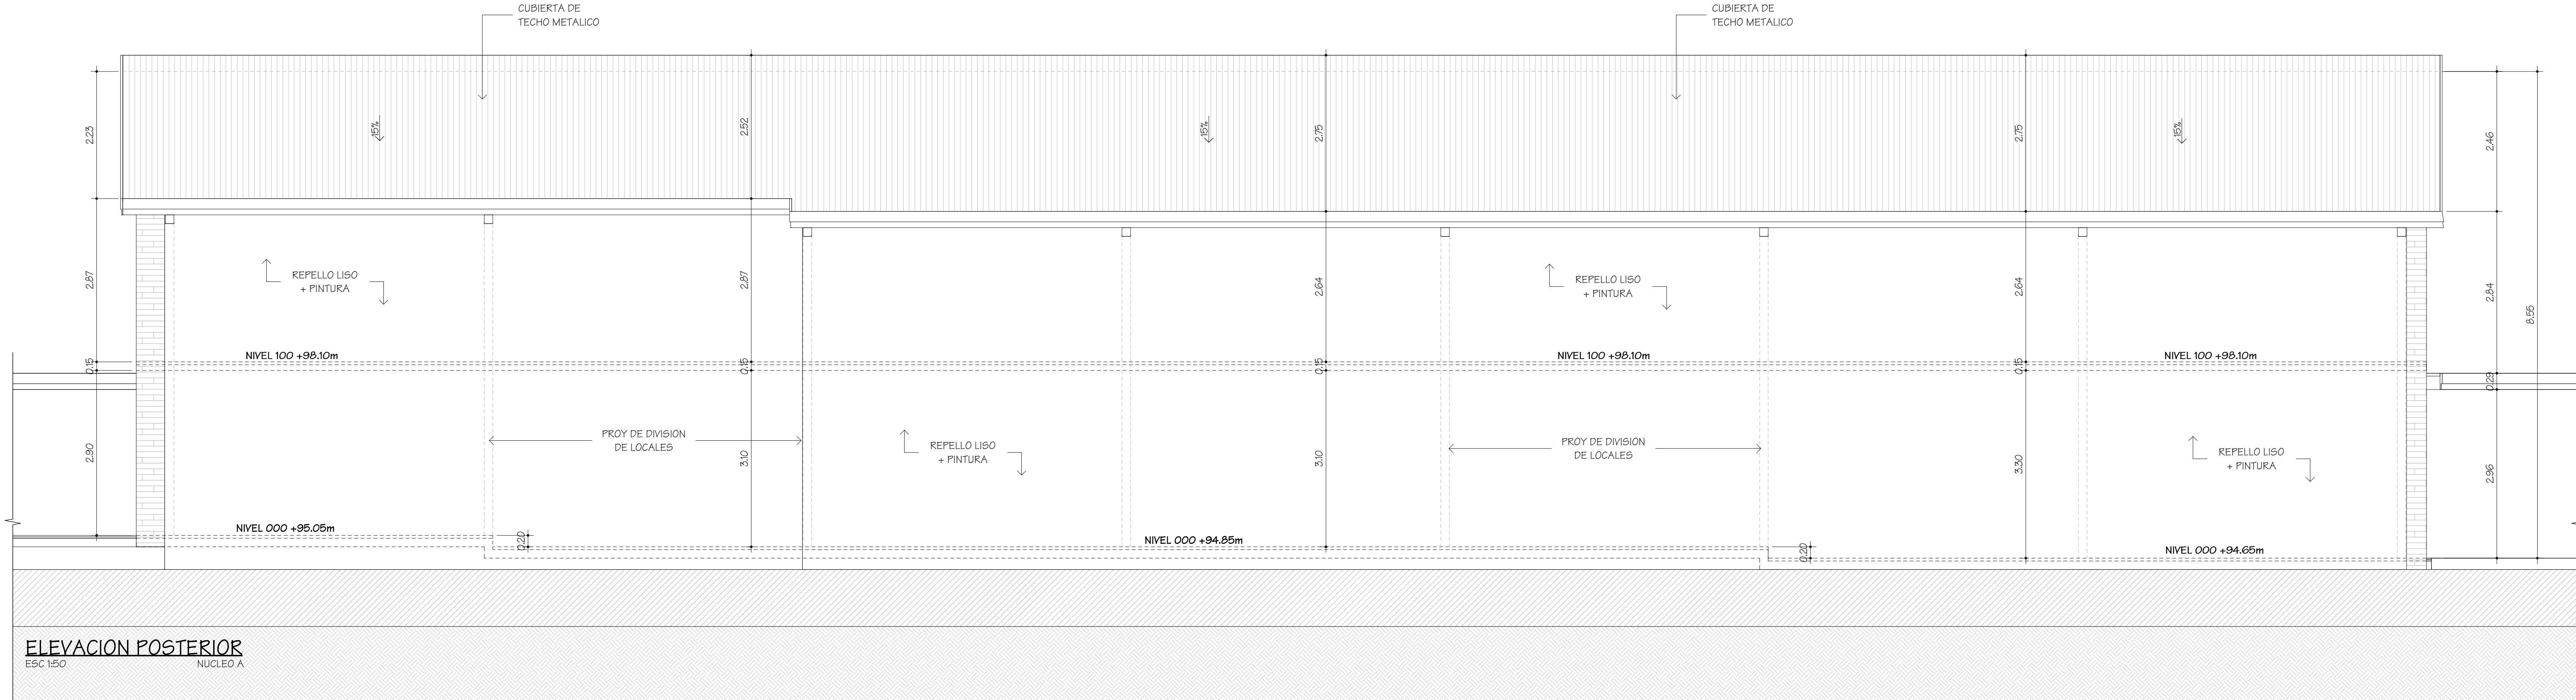 CUBIERTA DE
TECHO METALICO
CUBIERTA DE
TECHO METALICO
2.23
15%
2.52
15%
2.75
2.75
15%
2.46
2.87
REPELLO LISO
+ PINTURA
2.87
2.64
REPELLO LISO
+ PINTURA
2.64
2.84
8.55
0.15
NIVEL 100 +98.10m
0.15
0.15
NIVEL 100 +98.10m
0.15
NIVEL 100 +98.10m
0.29
2.90
PROY DE DIVISION
DE LOCALES
3.10
REPELLO LISO
+ PINTURA
3.10
PROY DE DIVISION
DE LOCALES
3.30
REPELLO LISO
+ PINTURA
2.96
NIVEL 000 +95.05m
0.20
NIVEL 000 +94.85m
0.20
NIVEL 000 +94.65m
ELEVACION POSTERIOR
ESC 1:50 NUCLEO A